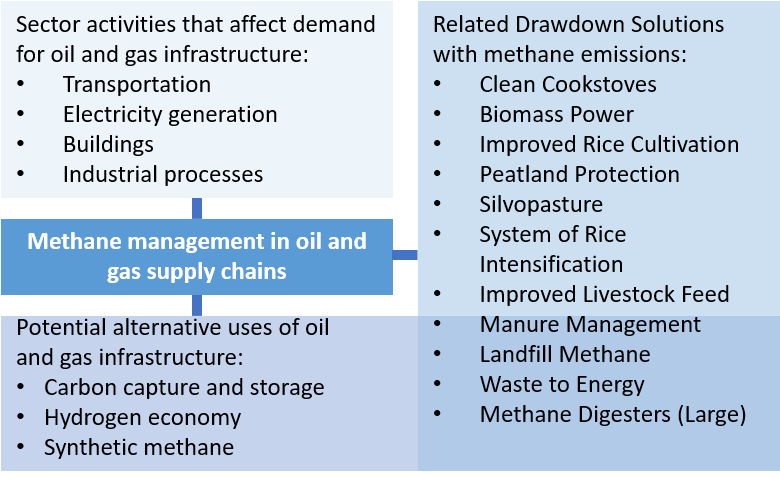 Sector activities that affect demand
for oil and gas infrastructure:
• Transportation
• Electricity generation
• Buildings
• Industrial processes
Methane management in oil and
gas supply chains
Potential alternative uses of oil
and gas infrastructure:
• Carbon capture and storage
• Hydrogen economy
• Synthetic methane
Related Drawdown Solutions
with methane emissions:
• Clean Cookstoves
• Biomass Power
• Improved Rice Cultivation
• Peatland Protection
• Silvopasture
• System of Rice
Intensification
• Improved Livestock Feed
• Manure Management
• Landfill Methane
• Waste to Energy
• Methane Digesters (Large)